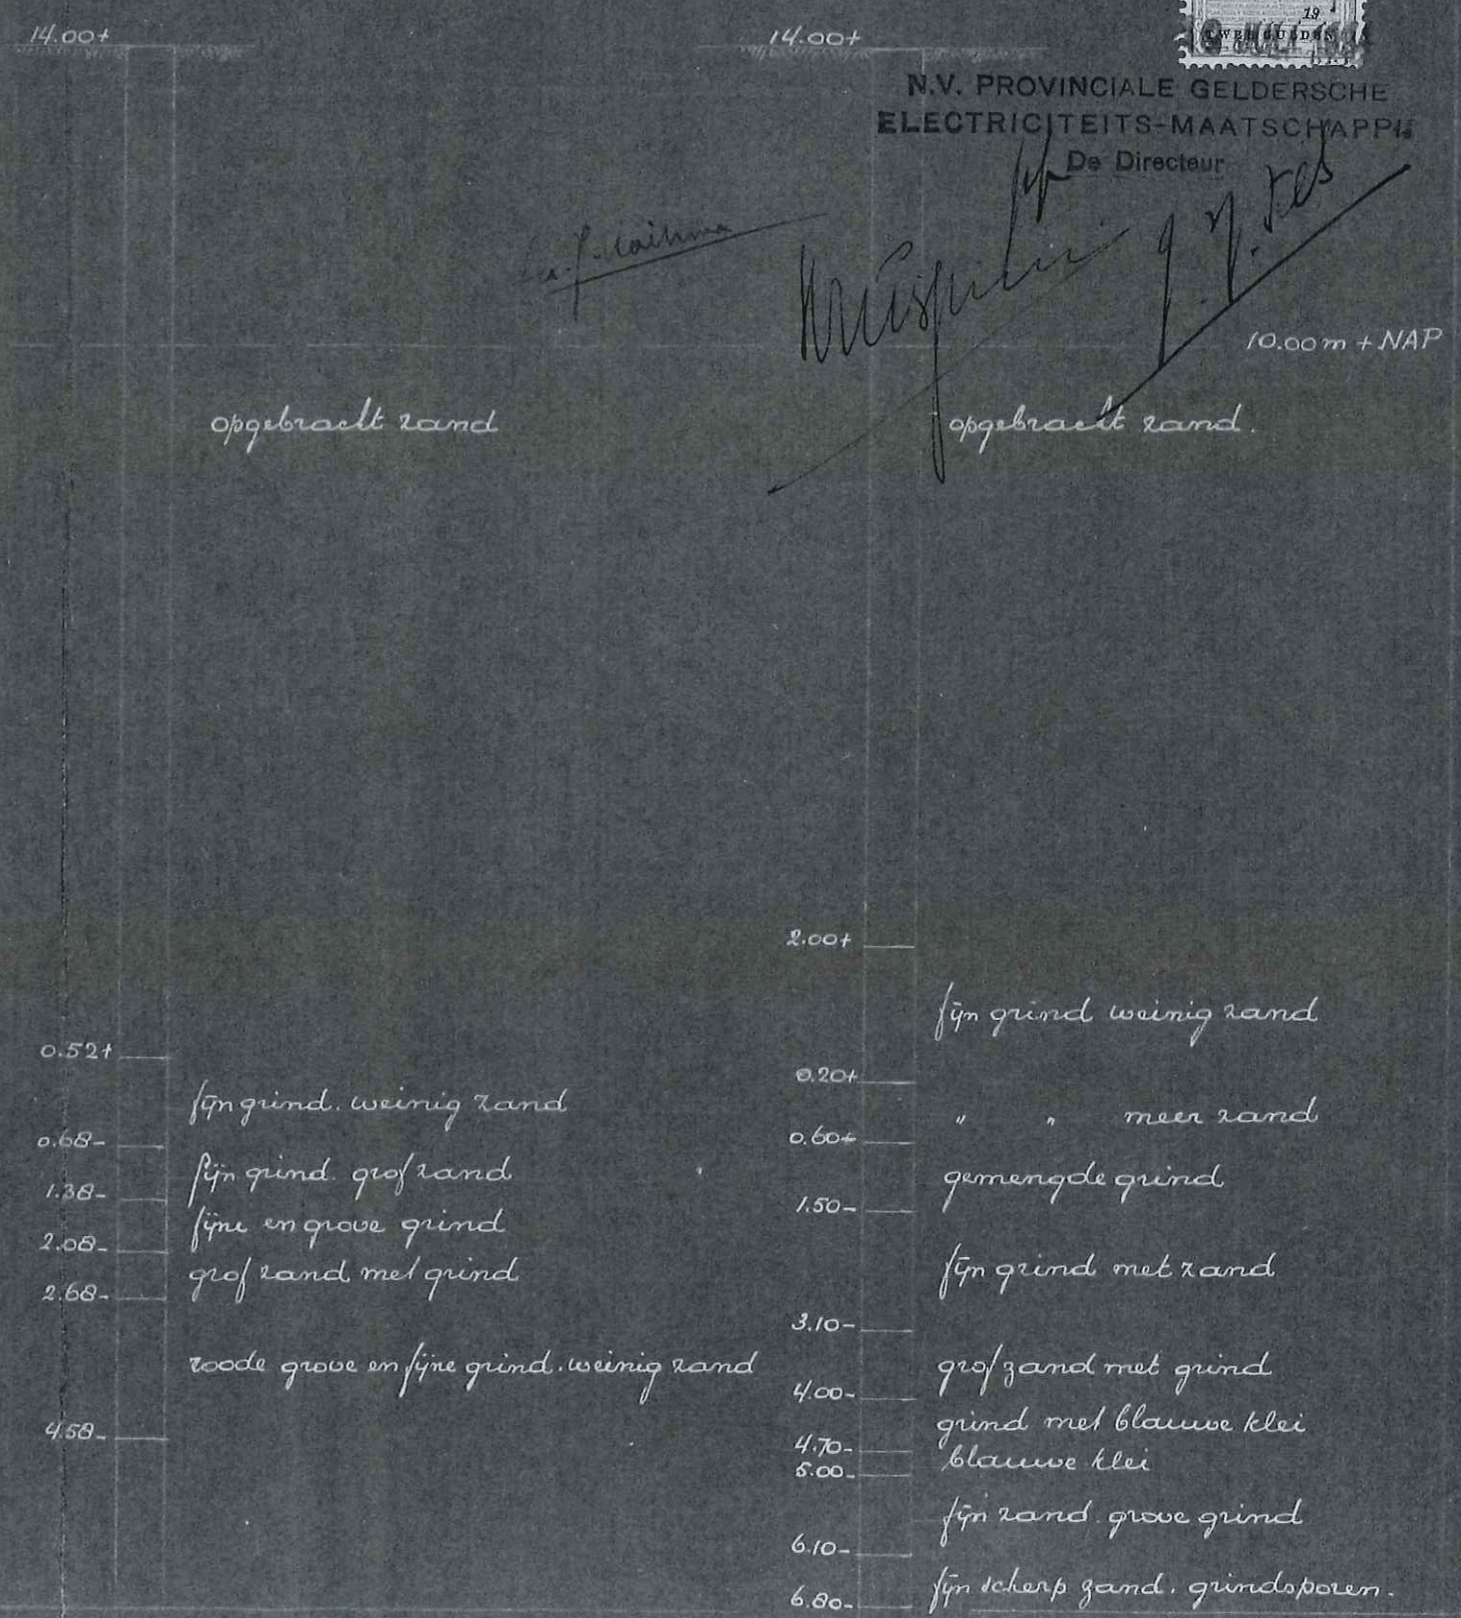 14.00+
14.00+
19
TWEE GULDEN
N.V. PROVINCIALE GELDERSCHE
ELECTRICITEITS-MAATSCHAPPIJ
De Directeur
10.00m + NAP
opgebracht zand
opgebracht zand.
2.00+
fijn grind weinig zand
0.52+
0.20+
fijn grind. weinig zand
„ „ meer zand
0.68-
0.60+
fijn grind. grof zand
gemengde grind
1.38-
1.50-
fijne en grove grind
2.08-
grof zand met grind
fijn grind met zand
2.68-
3.10-
roode grove en fijne grind. weinig zand
grof zand met grind
4.00-
4.58-
grind met blauwe klei
4.70-
blauwe klei
5.00-
fijn zand. grove grind
6.10-
fijn scherp zand. grindsporen.
6.80-